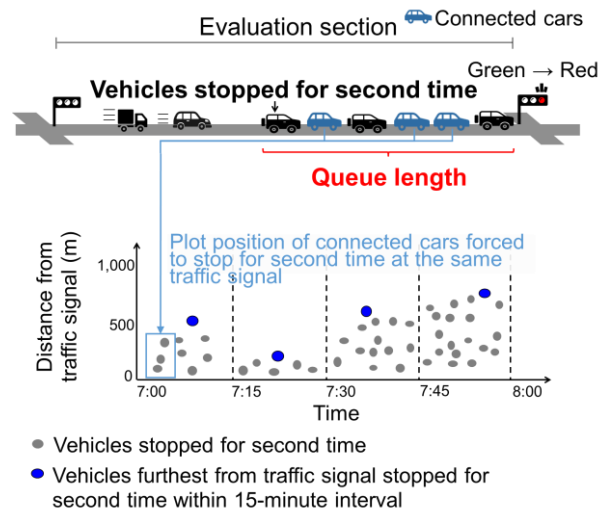 Connected cars
Evaluation section
Green → Red
Vehicles stopped for second time
Queue length
Plot position of connected cars forced
to stop for second time at the same
traffic signal
Distance from
traffic signal (m)
1,000
500
0
7:00
7:15
7:30
7:45
8:00
Time
Vehicles stopped for second time
Vehicles furthest from traffic signal stopped for
second time within 15-minute interval